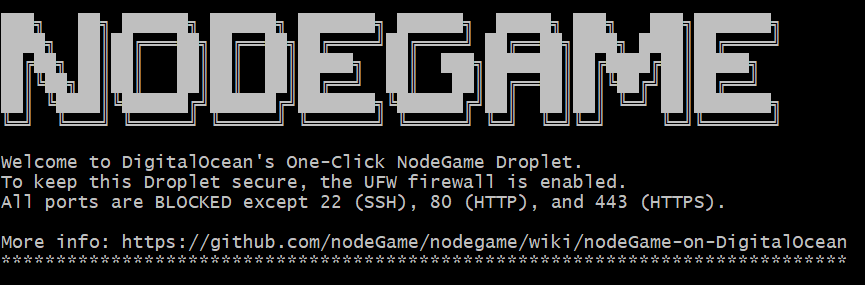 NODEGAME
Welcome to DigitalOcean's One-Click NodeGame Droplet.
To keep this Droplet secure, the UFW firewall is enabled.
All ports are BLOCKED except 22 (SSH), 80 (HTTP), and 443 (HTTPS).
More info: https://github.com/nodeGame/nodegame/wiki/nodeGame-on-DigitalOcean
*****************************************************************************